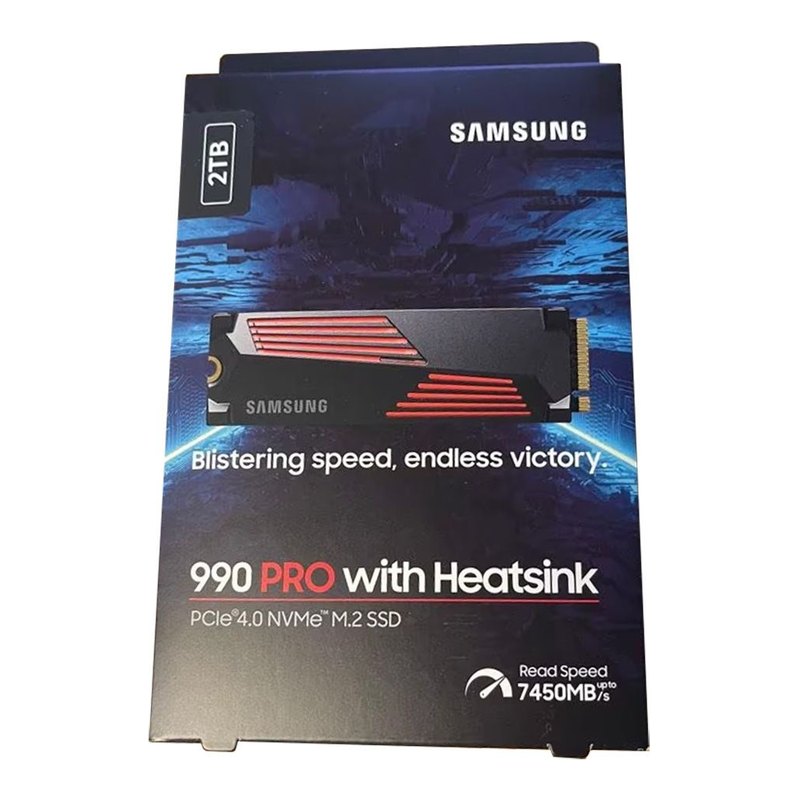 SAMSUNG
2TB
SAMSUNG
Blistering speed, endless victory.
990 PRO with Heatsink
PCIe®4.0 NVMe™ M.2 SSD
Read Speed
up to
7450MB/s